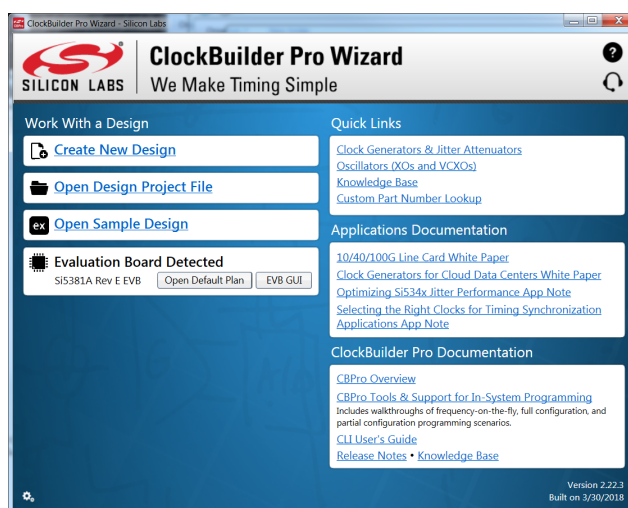 ClockBuilder Pro Wizard - Silicon Labs
SILICON LABS
ClockBuilder Pro Wizard
We Make Timing Simple
?
Work With a Design
Create New Design
Open Design Project File
ex Open Sample Design
Evaluation Board Detected
Si5381A Rev E EVB Open Default Plan EVB GUI
Quick Links
Clock Generators & Jitter Attenuators
Oscillators (XOs and VCXOs)
Knowledge Base
Custom Part Number Lookup
Applications Documentation
10/40/100G Line Card White Paper
Clock Generators for Cloud Data Centers White Paper
Optimizing Si534x Jitter Performance App Note
Selecting the Right Clocks for Timing Synchronization
Applications App Note
ClockBuilder Pro Documentation
CBPro Overview
CBPro Tools & Support for In-System Programming
Includes walkthroughs of frequency-on-the-fly, full configuration, and
partial configuration programming scenarios.
CLI User's Guide
Release Notes • Knowledge Base
Version 2.22.3
Built on 3/30/2018